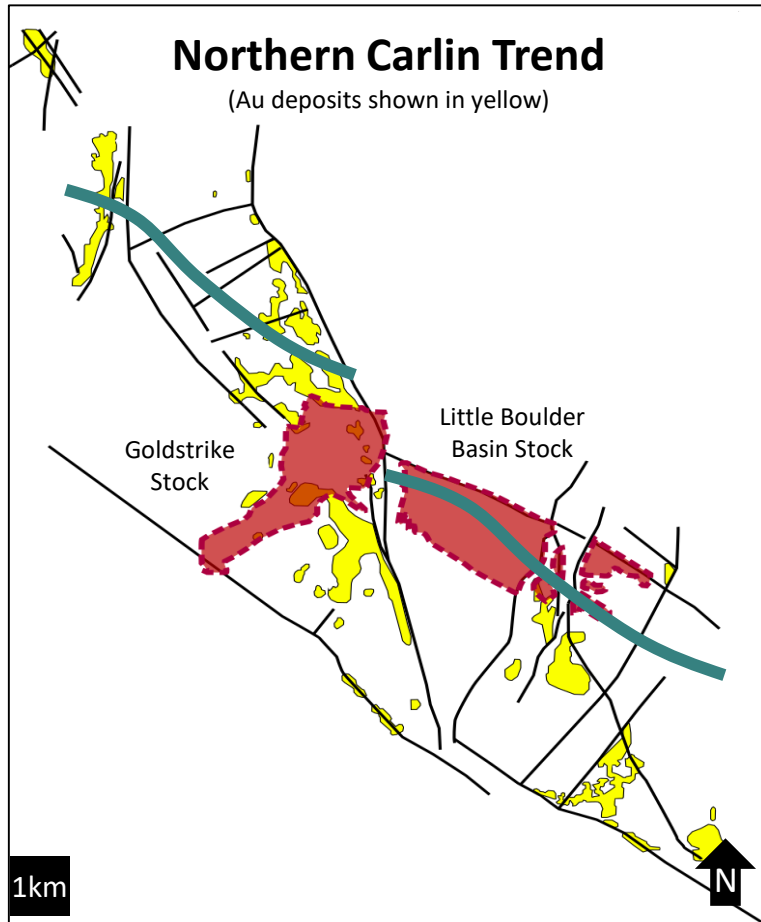 Northern Carlin Trend
(Au deposits shown in yellow)
Little Boulder
Basin Stock
Goldstrike
Stock
1km
N